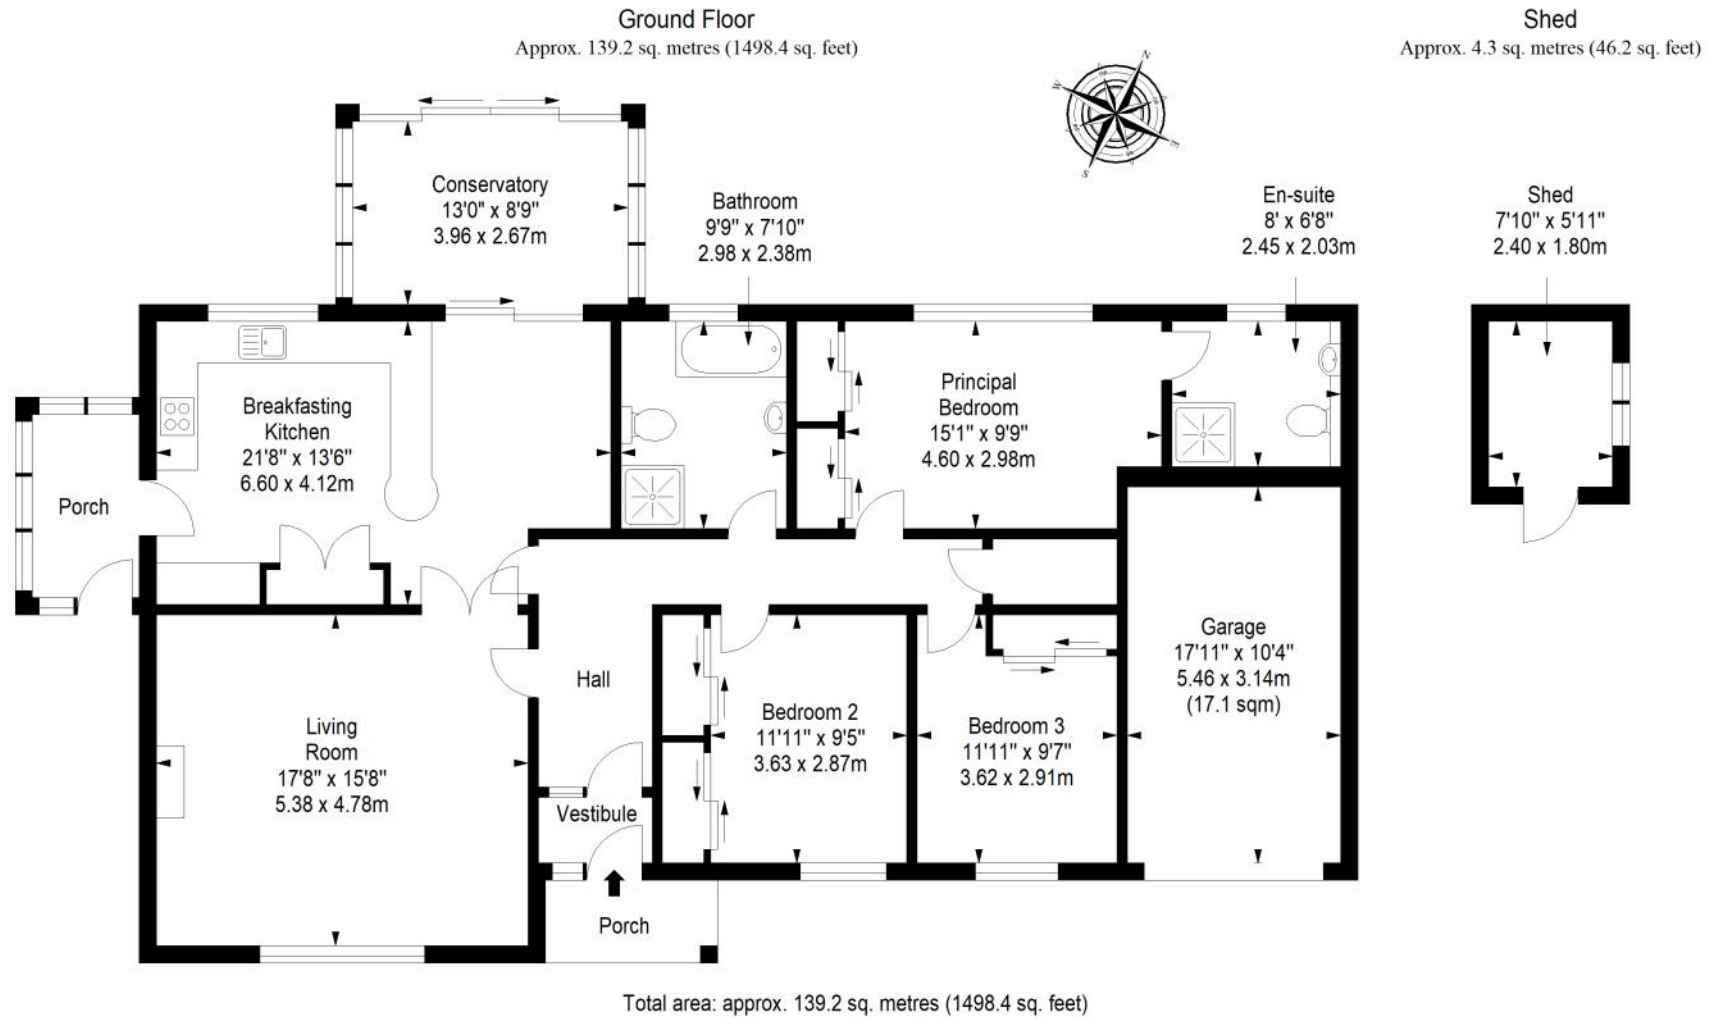 Ground Floor
Approx. 139.2 sq. metres (1498.4 sq. feet)
Shed
Approx. 4.3 sq. metres (46.2 sq. feet)
N
W
E
S
Conservatory
13'0" x 8'9"
3.96 x 2.67m
Bathroom
9'9" x 7'10"
2.98 x 2.38m
En-suite
8' x 6'8"
2.45 x 2.03m
Shed
7'10" x 5'11"
2.40 x 1.80m
Breakfasting
Kitchen
21'8" x 13'6"
6.60 x 4.12m
Principal
Bedroom
15'1" x 9'9"
4.60 x 2.98m
Porch
Garage
17'11" x 10'4"
5.46 x 3.14m
(17.1 sqm)
Hall
Living
Room
17'8" x 15'8"
5.38 x 4.78m
Bedroom 2
11'11" x 9'5"
3.63 x 2.87m
Bedroom 3
11'11" x 9'7"
3.62 x 2.91m
Vestibule
Porch
Total area: approx. 139.2 sq. metres (1498.4 sq. feet)